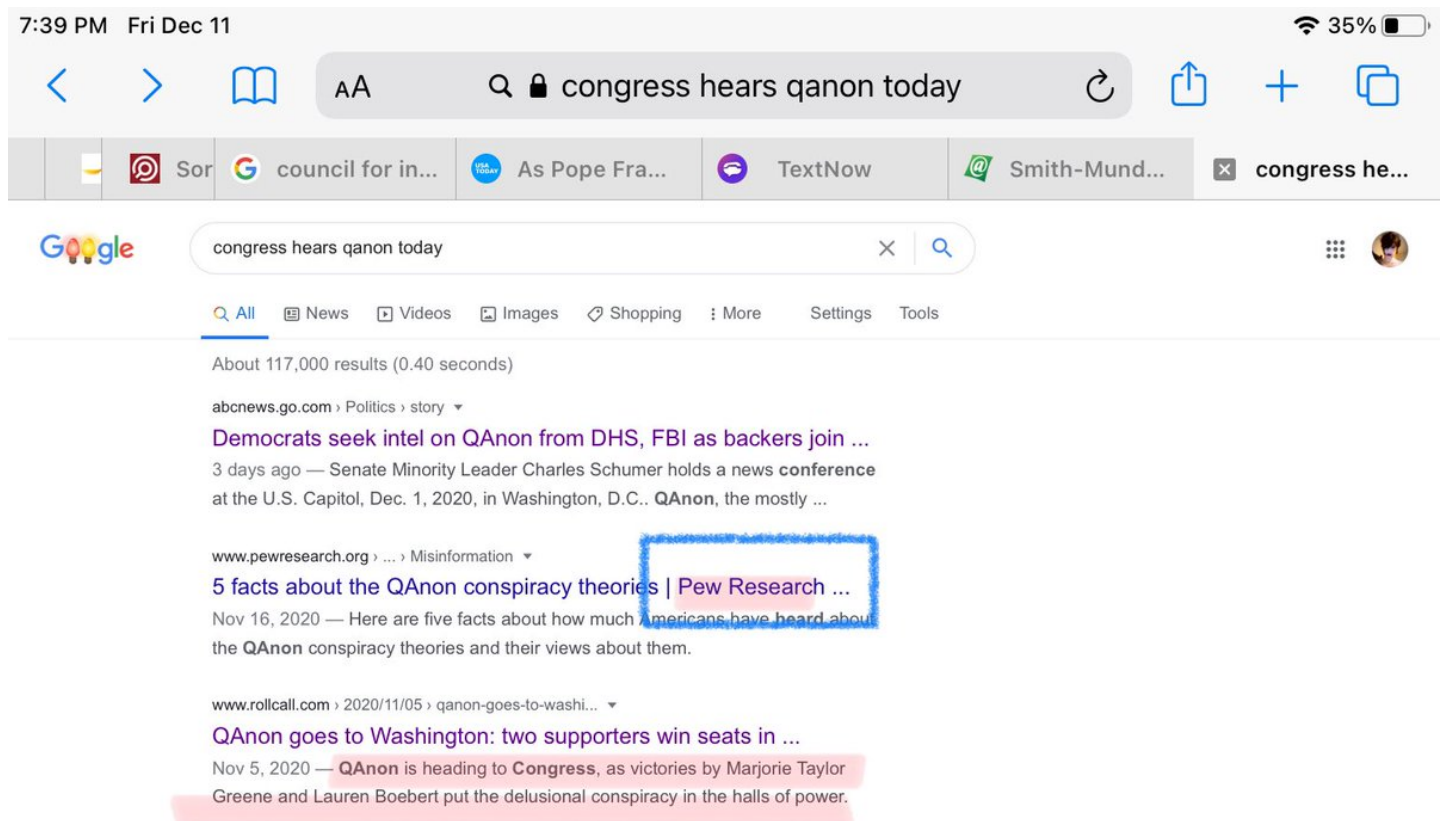 7:39 PM Fri Dec 11 35%
AA congress hears qanon today
Sor council for in... USA TODAY As Pope Fra... TextNow Smith-Mund... congress he...
Google congress hears qanon today
All News Videos Images Shopping More Settings Tools
About 117,000 results (0.40 seconds)
abcnews.go.com › Politics › story
Democrats seek intel on QAnon from DHS, FBI as backers join ...
3 days ago — Senate Minority Leader Charles Schumer holds a news conference
at the U.S. Capitol, Dec. 1, 2020, in Washington, D.C.. QAnon, the mostly ...
www.pewresearch.org › ... › Misinformation
5 facts about the QAnon conspiracy theories | Pew Research ...
Nov 16, 2020 — Here are five facts about how much Americans have heard about
the QAnon conspiracy theories and their views about them.
www.rollcall.com › 2020/11/05 › qanon-goes-to-washi...
QAnon goes to Washington: two supporters win seats in ...
Nov 5, 2020 — QAnon is heading to Congress, as victories by Marjorie Taylor
Greene and Lauren Boebert put the delusional conspiracy in the halls of power.